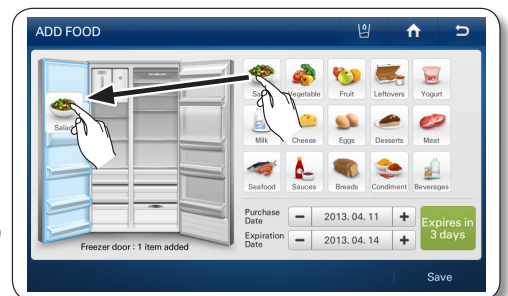 ADD FOOD
Salad
Vegetable
Fruit
Leftovers
Yogurt
Milk
Cheese
Eggs
Desserts
Meat
Seafood
Sauces
Breads
Condiment
Beverages
Salad
Freezer door : 1 item added
Purchase
Date
− 2013. 04. 11 +
Expiration
Date
− 2013. 04. 14 +
Expires in
3 days
Save